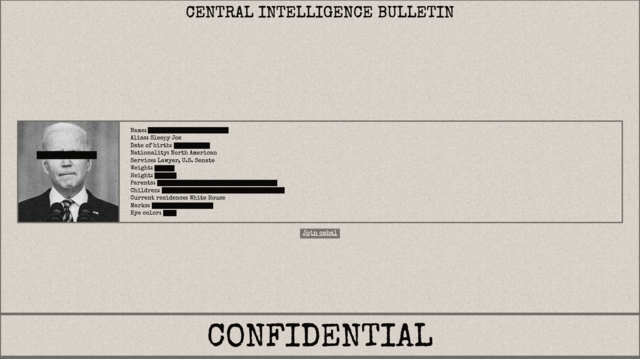 CENTRAL INTELLIGENCE BULLETIN
Name:
Alias: Sleepy Joe
Date of birth:
Nationality: North American
Service: Lawyer, U.S. Senate
Weight:
Height:
Parents:
Children:
Current residence: White House
Marks:
Eye color:
Join cabal
CONFIDENTIAL